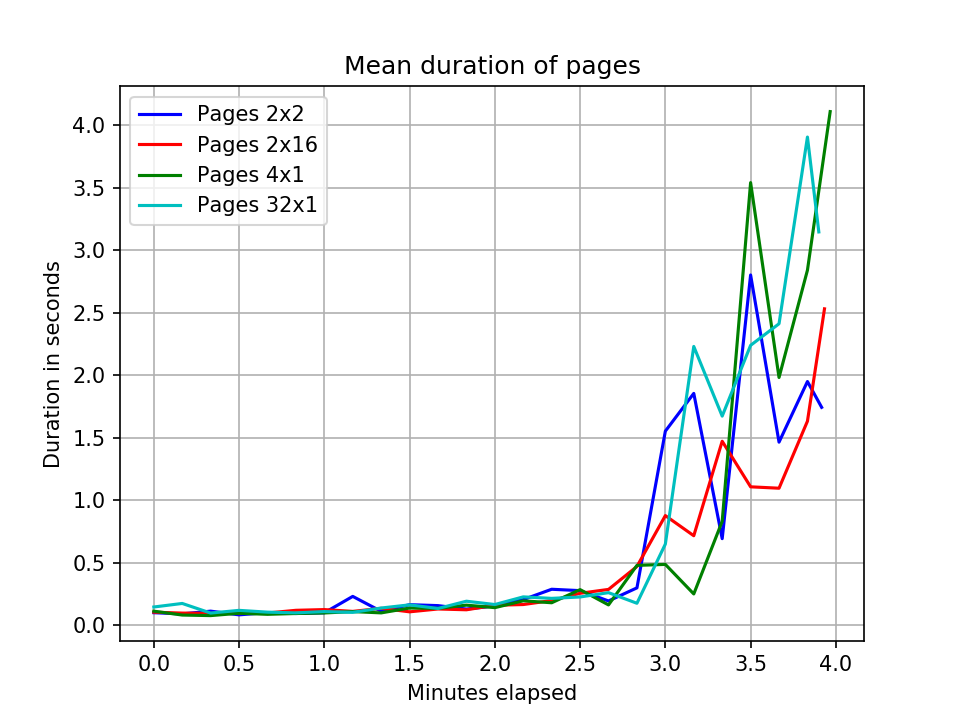 Mean duration of pages
Pages 2x2
Pages 2x16
Pages 4x1
Pages 32x1
Duration in seconds
4.0
3.5
3.0
2.5
2.0
1.5
1.0
0.5
0.0
0.0 0.5 1.0 1.5 2.0 2.5 3.0 3.5 4.0
Minutes elapsed